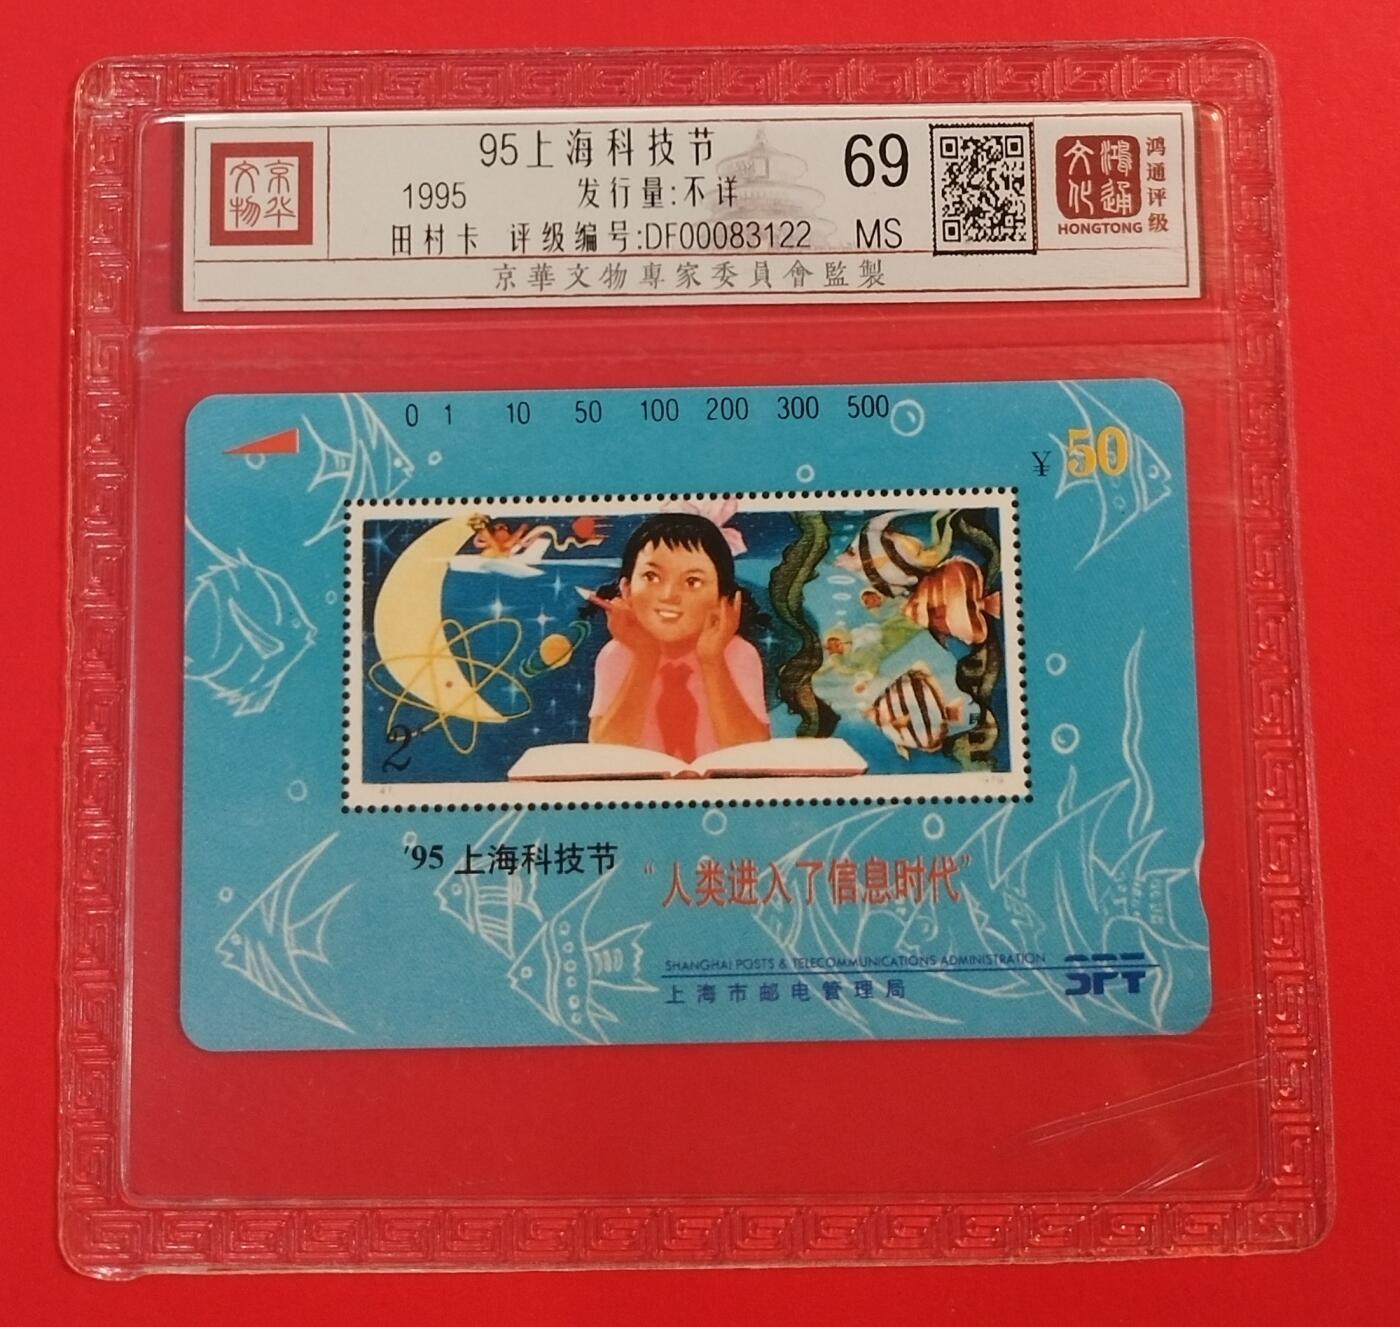 京华
文物
95上海科技节
1995 发行量:不详
田村卡 评级编号:DF00083122
69
MS
鸿通
文化
HONGTONG
鸿通评级
京華文物專家委員會監製
0 1 10 50 100 200 300 500
¥ 50
2
'95 上海科技节
“人类进入了信息时代”
SHANGHAI POSTS & TELECOMMUNICATIONS ADMINISTRATION
上海市邮电管理局
SPT